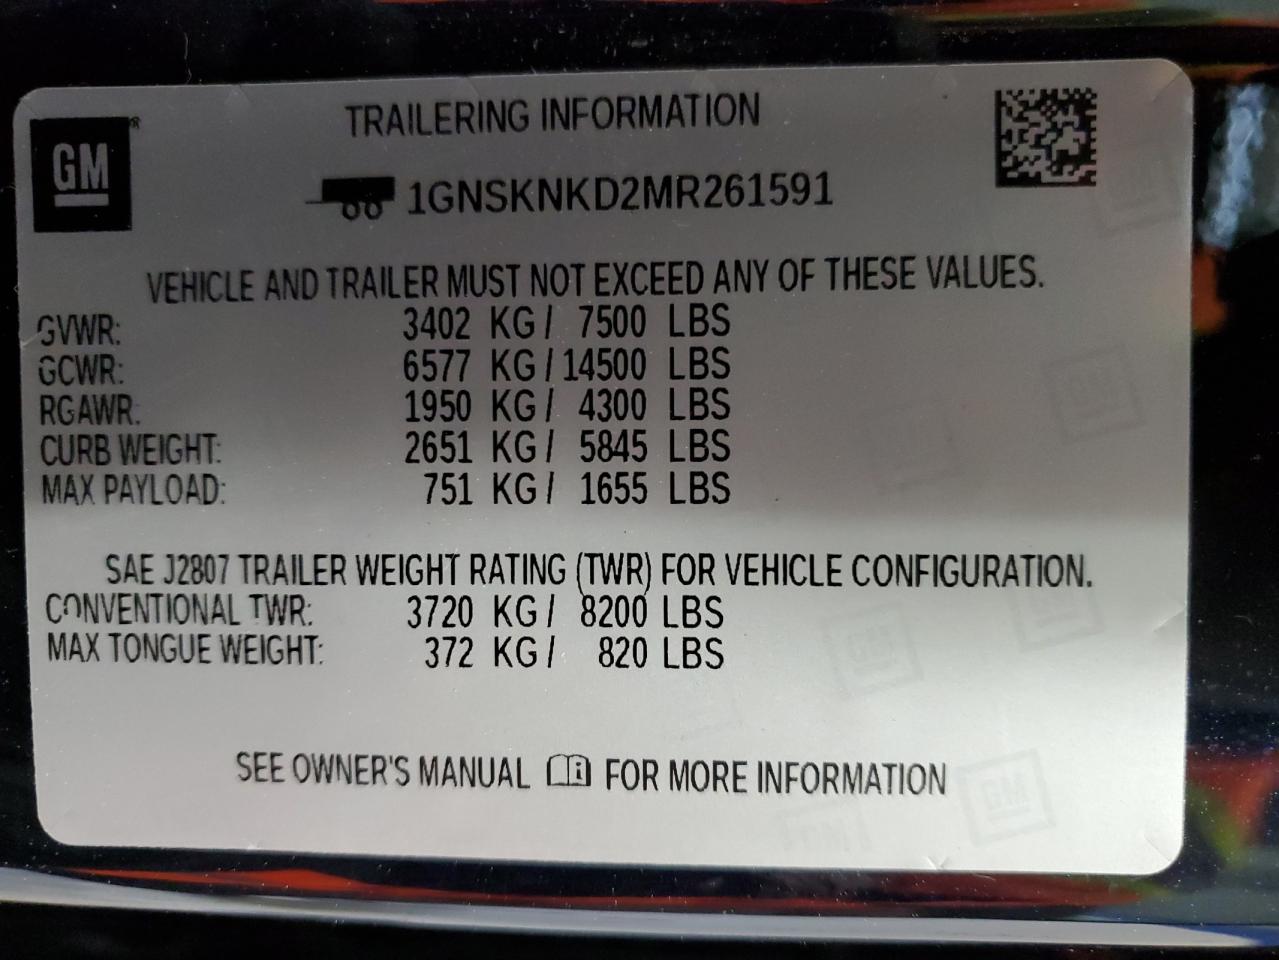 TRAILERING INFORMATION
GM
1GNSKNKD2MR261591
VEHICLE AND TRAILER MUST NOT EXCEED ANY OF THESE VALUES.
GVWR: 3402 KG / 7500 LBS
GCWR: 6577 KG / 14500 LBS
RGAWR: 1950 KG / 4300 LBS
CURB WEIGHT: 2651 KG / 5845 LBS
MAX PAYLOAD: 751 KG / 1655 LBS
SAE J2807 TRAILER WEIGHT RATING (TWR) FOR VEHICLE CONFIGURATION.
CONVENTIONAL TWR: 3720 KG / 8200 LBS
MAX TONGUE WEIGHT: 372 KG / 820 LBS
SEE OWNER'S MANUAL FOR MORE INFORMATION